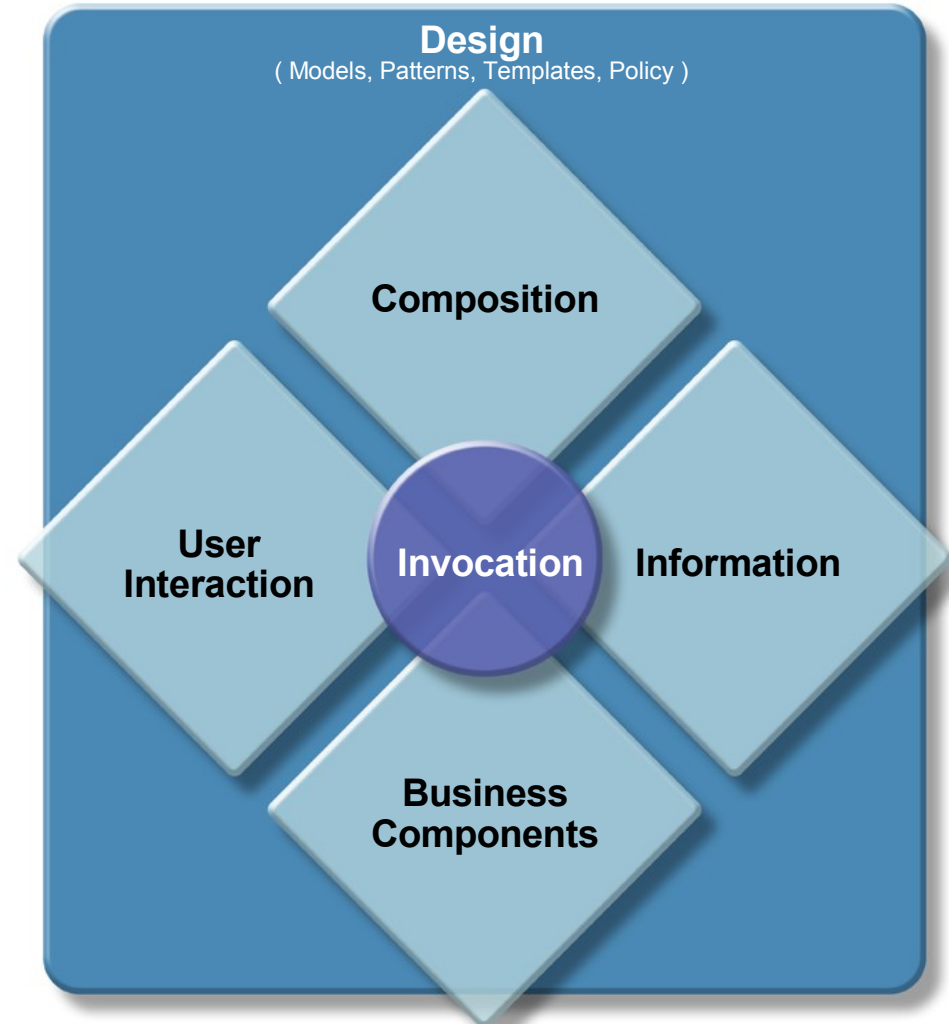 Design
( Models, Patterns, Templates, Policy )
Composition
User
Interaction
Invocation
Information
Business
Components